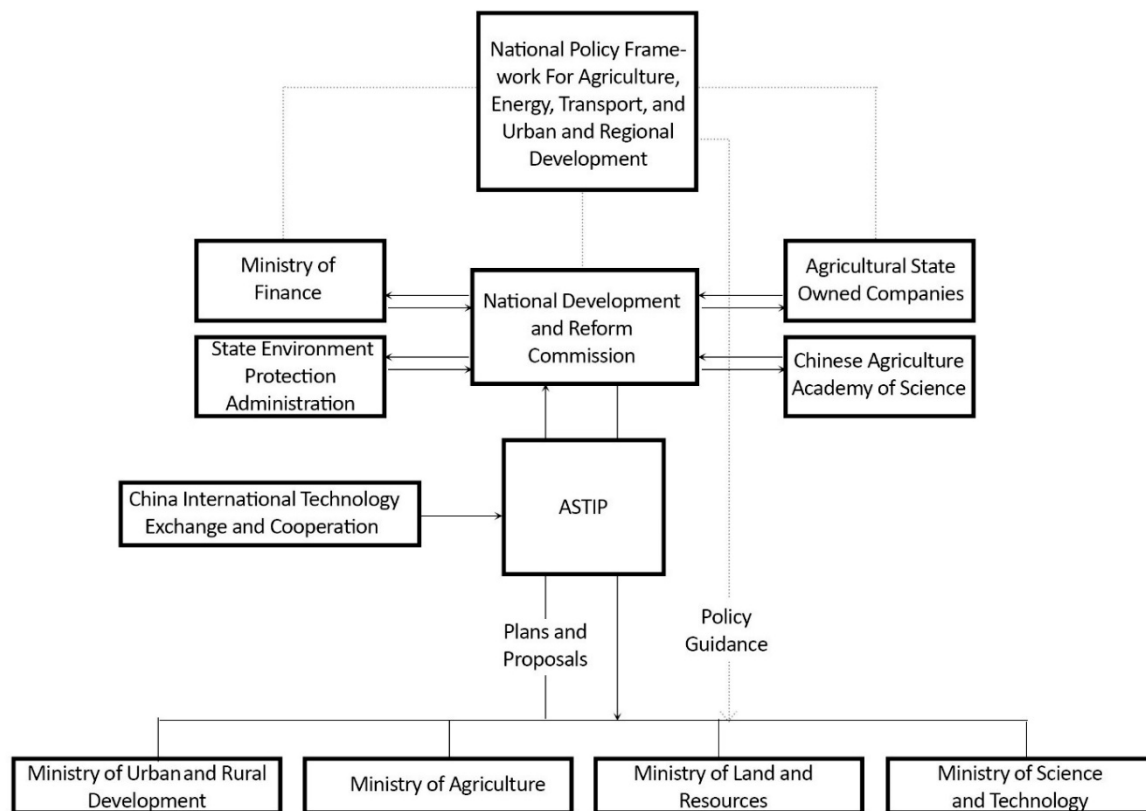 National Policy Frame-
work For Agriculture,
Energy, Transport, and
Urban and Regional
Development
Ministry of
Finance
National Development
and Reform
Commission
Agricultural State
Owned Companies
State Environment
Protection
Administration
Chinese Agriculture
Academy of Science
China International Technology
Exchange and Cooperation
ASTIP
Plans and
Proposals
Policy
Guidance
Ministry of Urban and Rural
Development
Ministry of Agriculture
Ministry of Land and
Resources
Ministry of Science
and Technology